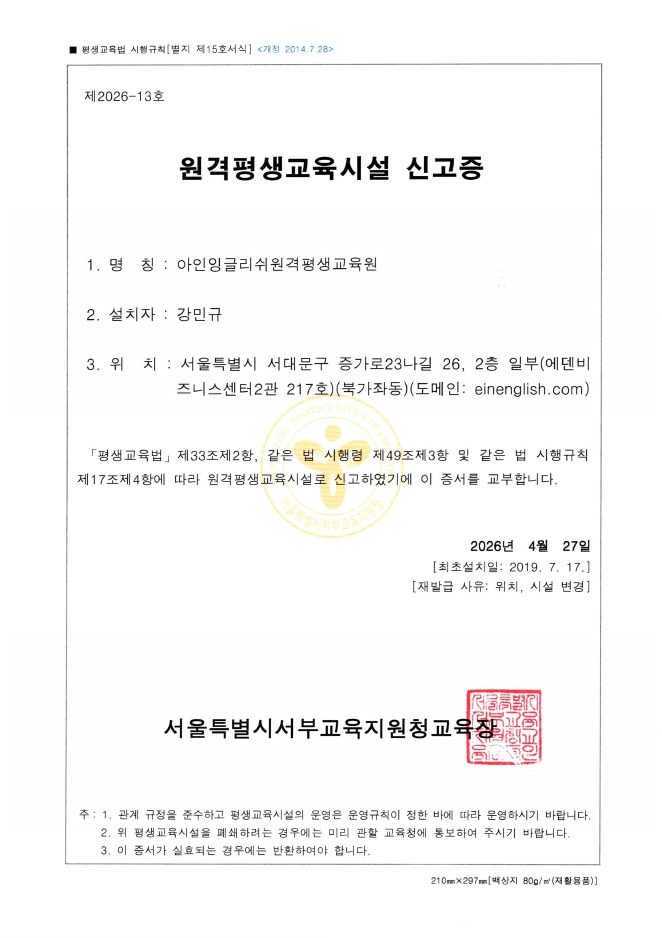 ■ 평생교육법 시행규칙[별지 제15호서식] <개정 2014.7.28>
제2026-13호
원격평생교육시설 신고증
1. 명 칭 : 아인잉글리쉬원격평생교육원
2. 설치자 : 강민규
3. 위 치 : 서울특별시 서대문구 증가로23나길 26, 2층 일부(에덴비
즈니스센터2관 217호)(북가좌동)(도메인: einenglish.com)
「평생교육법」제33조제2항, 같은 법 시행령 제49조제3항 및 같은 법 시행규칙
제17조제4항에 따라 원격평생교육시설로 신고하였기에 이 증서를 교부합니다.
서울특별시서부교육지원청
2026년 4월 27일
[최초설치일: 2019. 7. 17.]
[재발급 사유: 위치, 시설 변경]
서울특별시서부교육지원청교육장
주 : 1. 관계 규정을 준수하고 평생교육시설의 운영은 운영규칙이 정한 바에 따라 운영하시기 바랍니다.
2. 위 평생교육시설을 폐쇄하려는 경우에는 미리 관할 교육청에 통보하여 주시기 바랍니다.
3. 이 증서가 실효되는 경우에는 반환하여야 합니다.
210㎜×297㎜[백상지 80g/㎡(재활용품)]